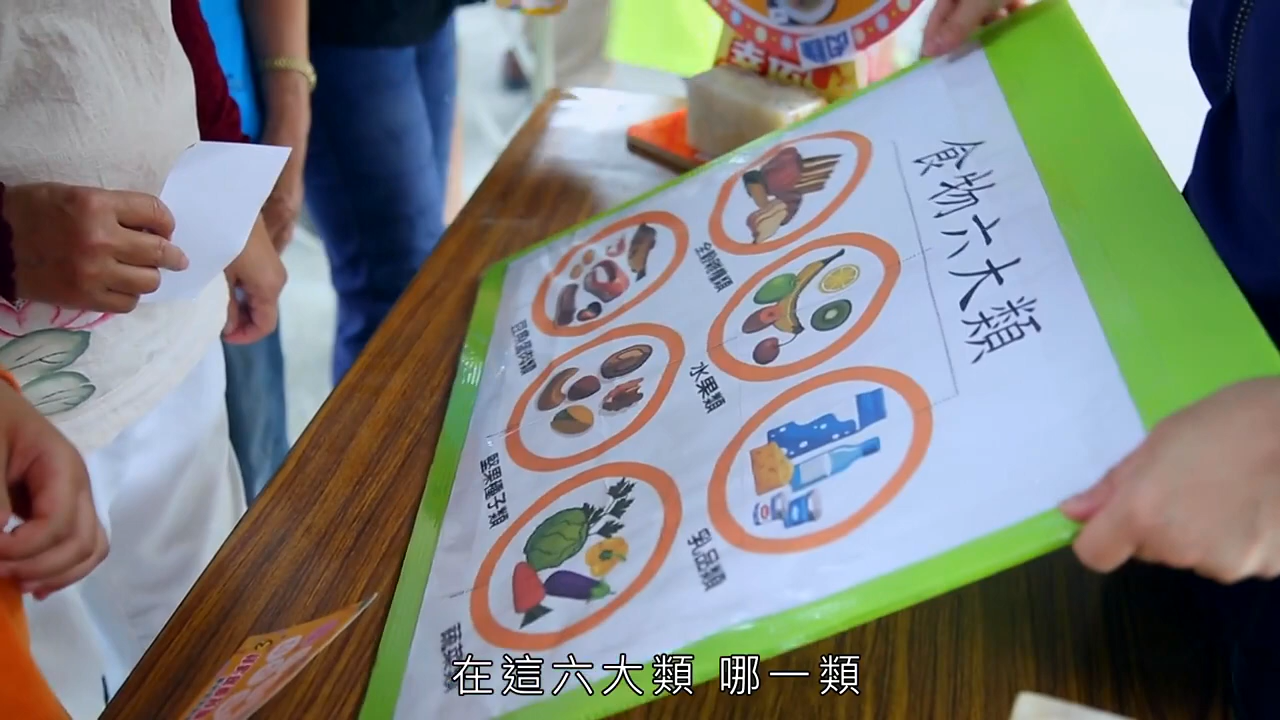 食物六大類
全穀雜糧類
水果類
乳品類
豆魚蛋肉類
堅果種子類
蔬菜類
在這六大類 哪一類